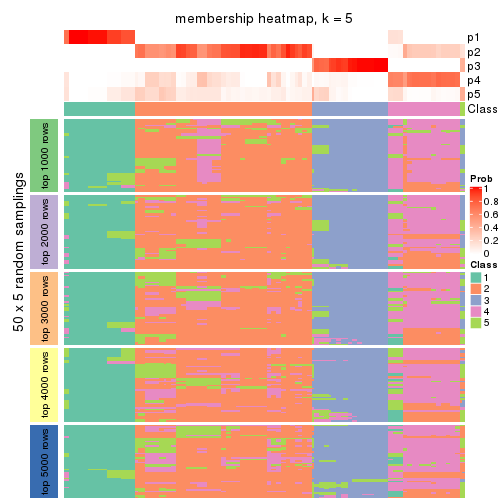 membership heatmap, k = 5
p1
p2
p3
p4
p5
Class
50 x 5 random samplings
top 1000 rows
top 2000 rows
top 3000 rows
top 4000 rows
top 5000 rows
Prob
1
0.8
0.6
0.4
0.2
0
Class
1
2
3
4
5